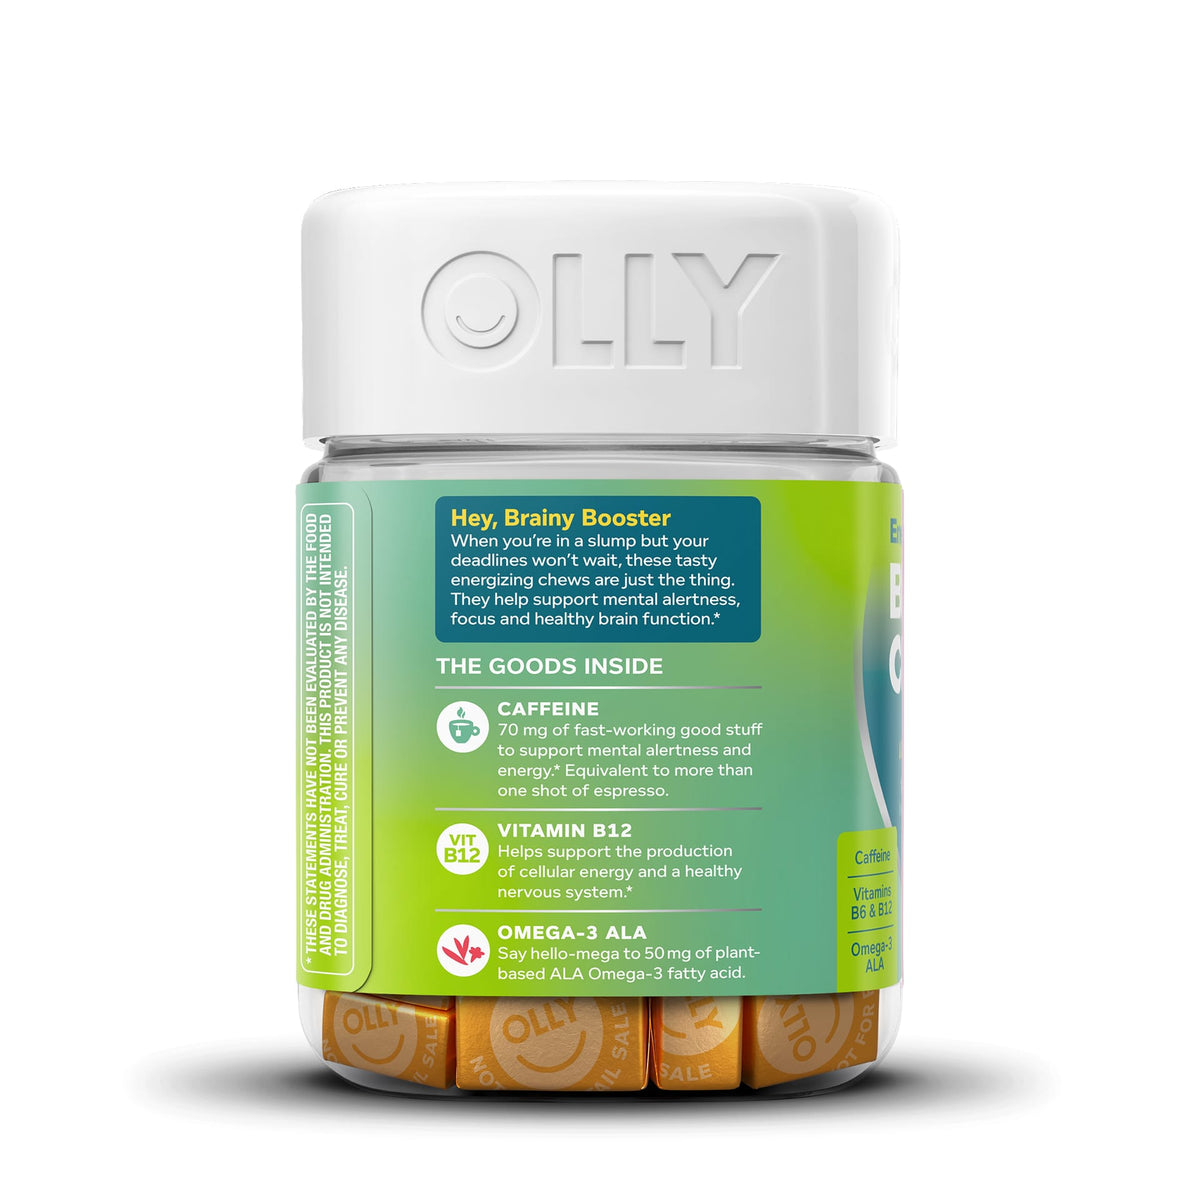 OLLY
Hey, Brainy Booster
When you're in a slump but your
deadlines won't wait, these tasty
energizing chews are just the thing.
They help support mental alertness,
focus and healthy brain function.*
THE GOODS INSIDE
CAFFEINE
70 mg of fast-working good stuff
to support mental alertness and
energy.* Equivalent to more than
one shot of espresso.
VIT
B12
VITAMIN B12
Helps support the production
of cellular energy and a healthy
nervous system.*
OMEGA-3 ALA
Say hello-mega to 50 mg of plant-
based ALA Omega-3 fatty acid.
* THESE STATEMENTS HAVE NOT BEEN EVALUATED BY THE FOOD
AND DRUG ADMINISTRATION. THIS PRODUCT IS NOT INTENDED
TO DIAGNOSE, TREAT, CURE OR PREVENT ANY DISEASE.
Caffeine
Vitamins
B6 & B12
Omega-3
ALA
OLLY
OLLY
NOT
SALE
SALE
OLLY
NOT FOR